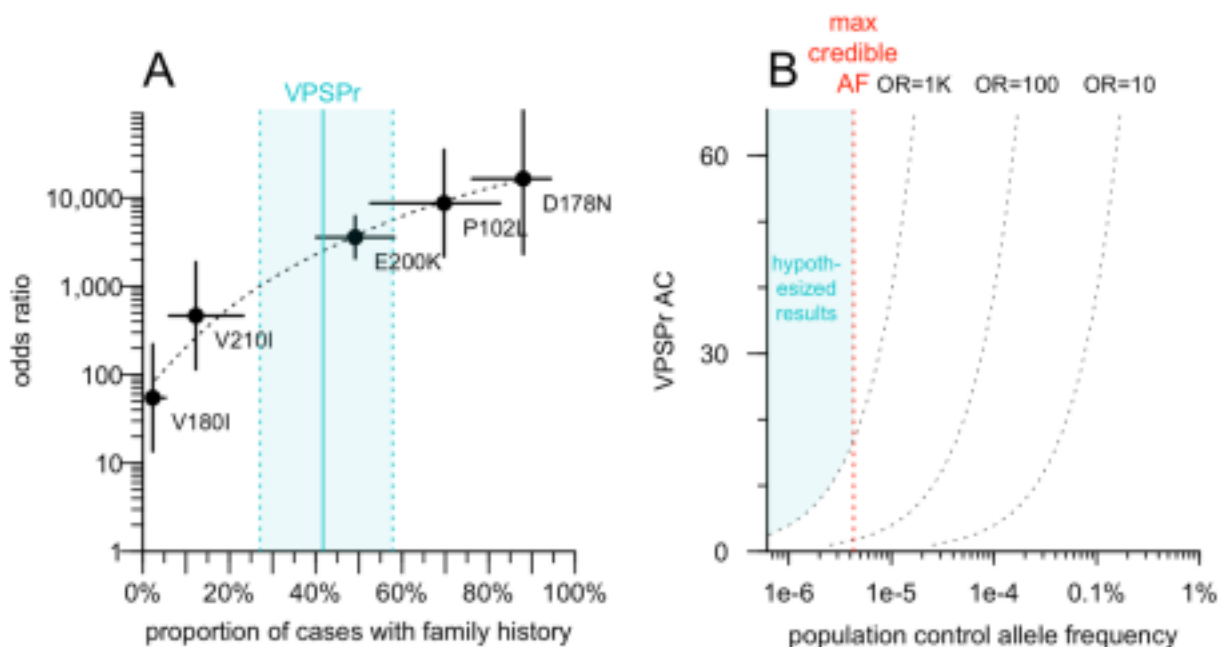 A
VPSPr
odds ratio
10,000
1,000
100
10
1
D178N
P102L
E200K
V210I
V180I
0%
20%
40%
60%
80%
100%
proportion of cases with family history
B
max
credible
AF
OR=1K
OR=100
OR=10
VPSPr AC
60
30
0
hypoth-
esized
results
1e-6
1e-5
1e-4
0.1%
1%
population control allele frequency